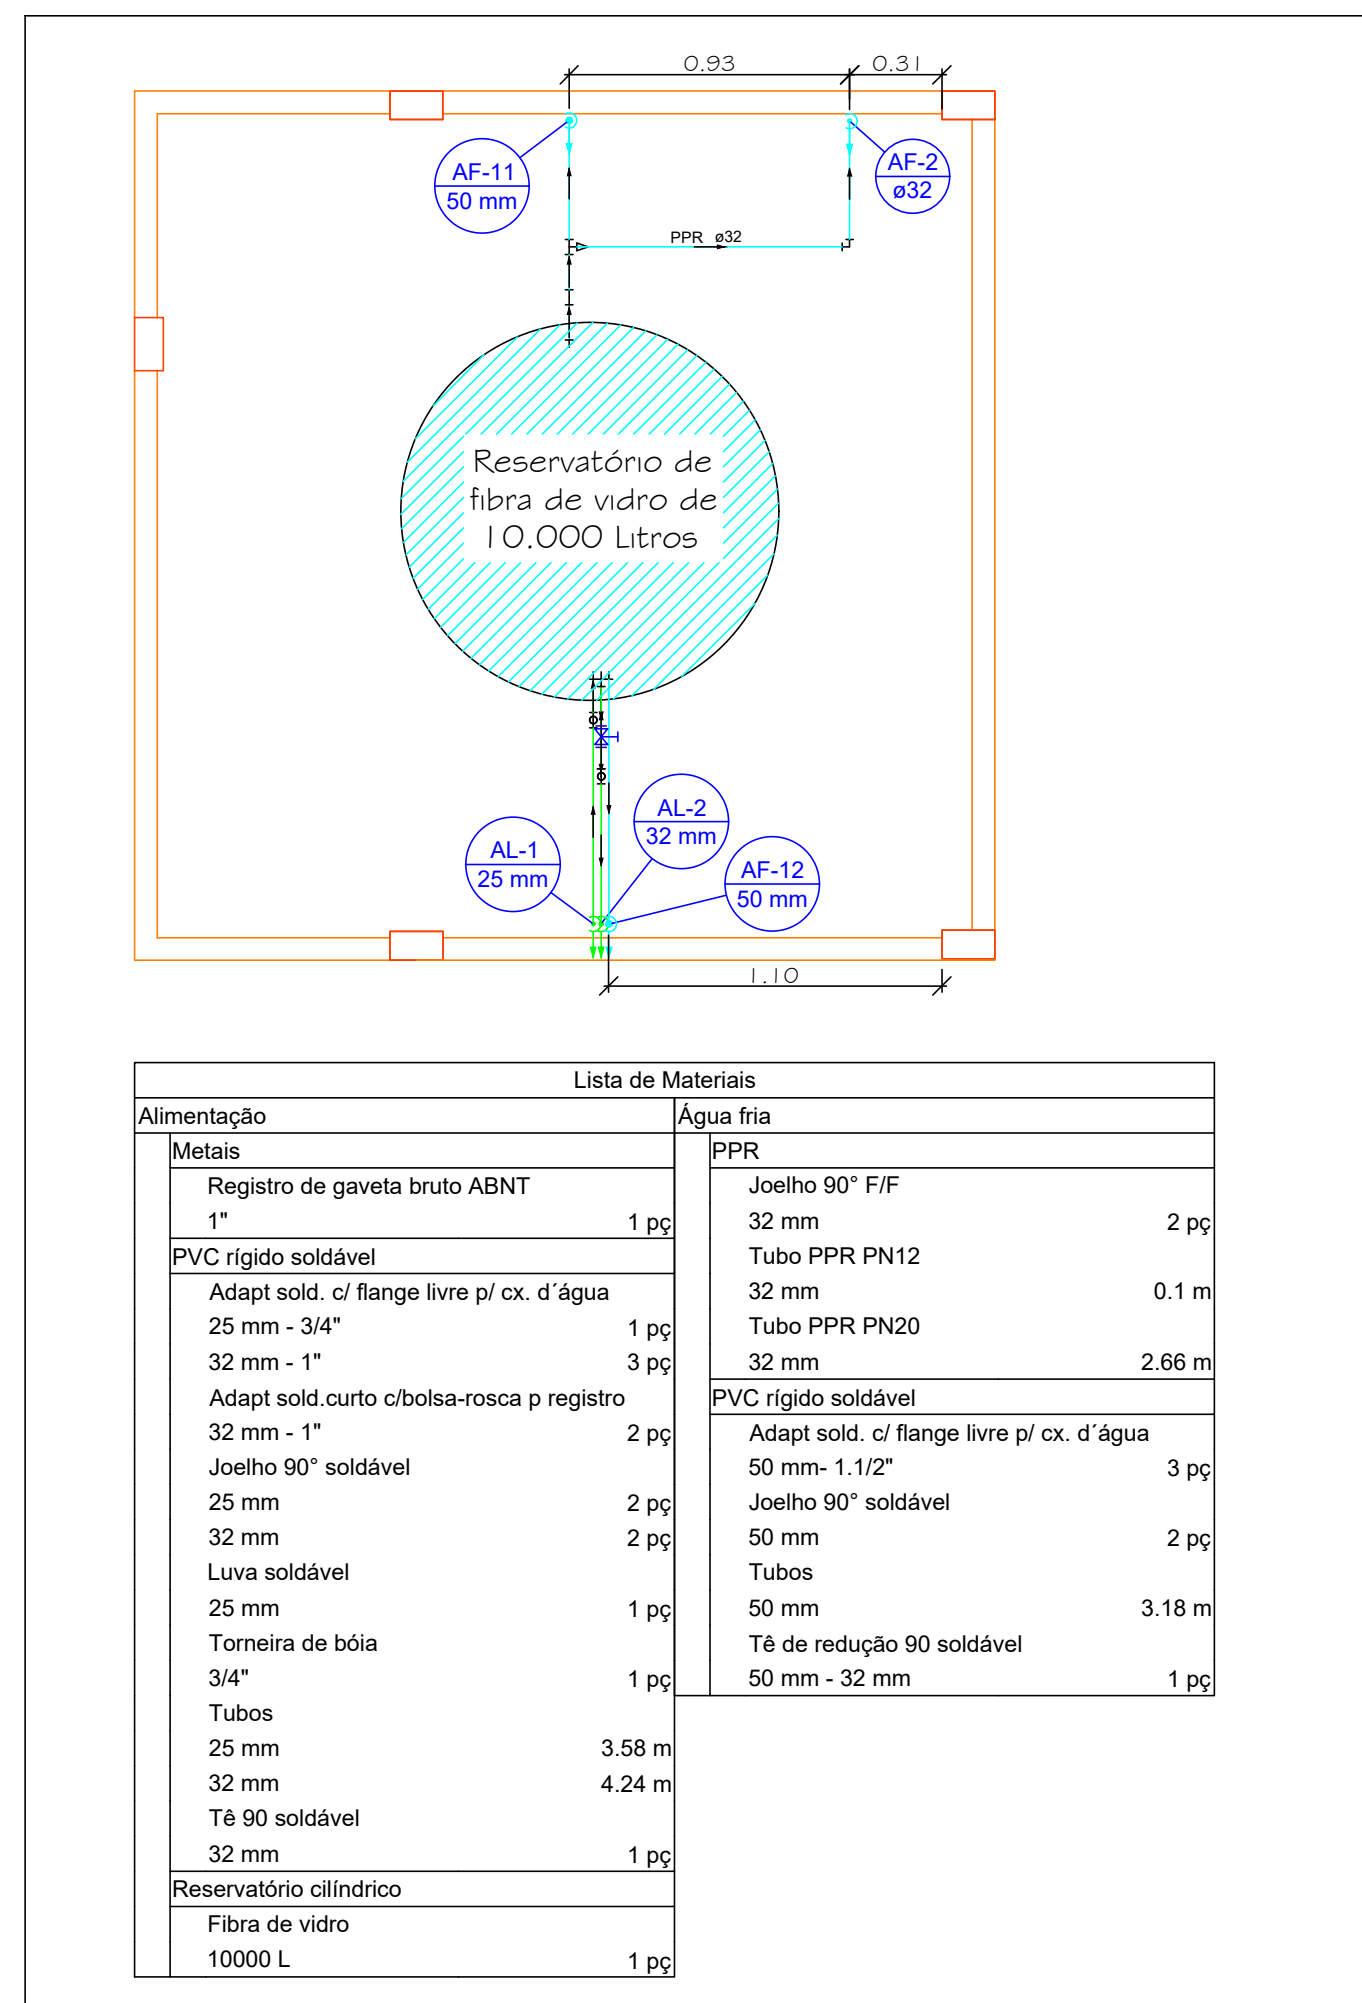 0.93
0.31
AF-11
50 mm
AF-2
ø32
PPR ø32
Reservatório de
fibra de vidro de
10.000 Litros
AL-2
32 mm
AL-1
25 mm
AF-12
50 mm
1.10
Lista de Materiais
Alimentação
Metais
Registro de gaveta bruto ABNT
1" 1 pç
PVC rígido soldável
Adapt sold. c/ flange livre p/ cx. d´água
25 mm - 3/4" 1 pç
32 mm - 1" 3 pç
Adapt sold.curto c/bolsa-rosca p registro
32 mm - 1" 2 pç
Joelho 90° soldável
25 mm 2 pç
32 mm 2 pç
Luva soldável
25 mm 1 pç
Torneira de bóia
3/4" 1 pç
Tubos
25 mm 3.58 m
32 mm 4.24 m
Tê 90 soldável
32 mm 1 pç
Reservatório cilíndrico
Fibra de vidro
10000 L 1 pç
Água fria
PPR
Joelho 90° F/F
32 mm 2 pç
Tubo PPR PN12
32 mm 0.1 m
Tubo PPR PN20
32 mm 2.66 m
PVC rígido soldável
Adapt sold. c/ flange livre p/ cx. d´água
50 mm- 1.1/2" 3 pç
Joelho 90° soldável
50 mm 2 pç
Tubos
50 mm 3.18 m
Tê de redução 90 soldável
50 mm - 32 mm 1 pç